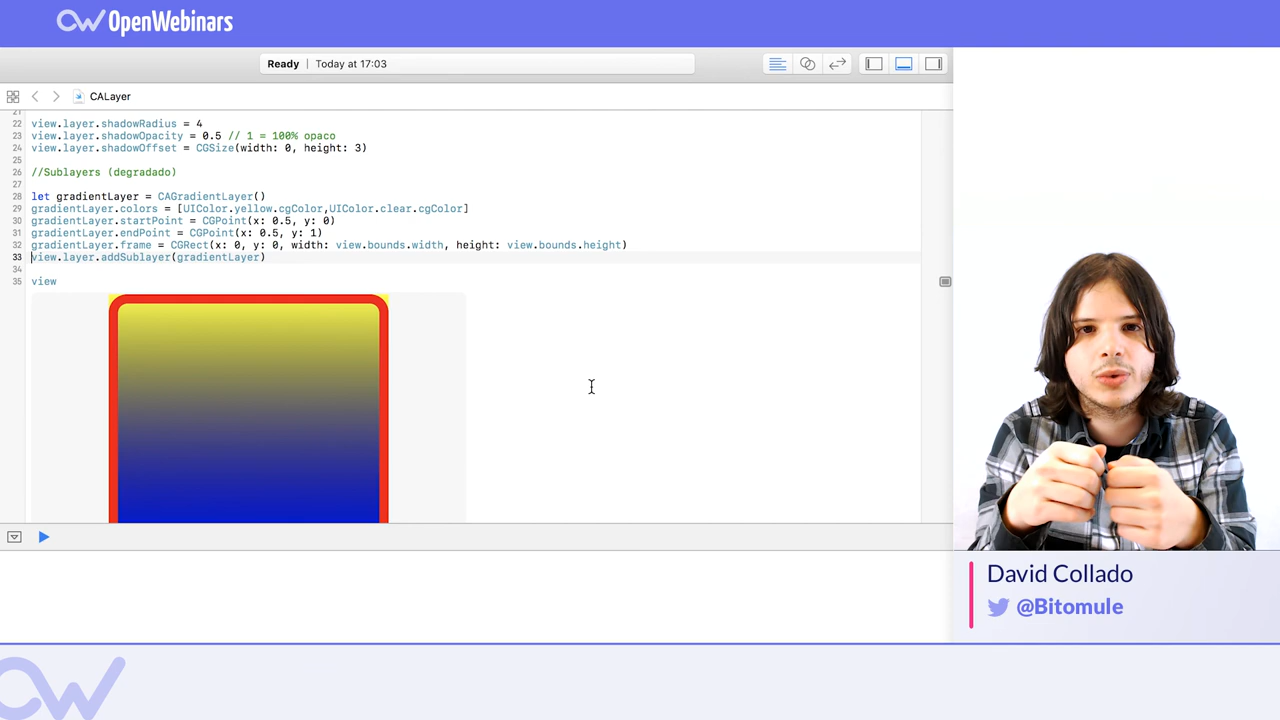 OpenWebinars
Ready | Today at 17:03
CALayer
21
22 view.layer.shadowRadius = 4
23 view.layer.shadowOpacity = 0.5 // 1 = 100% opaco
24 view.layer.shadowOffset = CGSize(width: 0, height: 3)
25
26 //Sublayers (degradado)
27
28 let gradientLayer = CAGradientLayer()
29 gradientLayer.colors = [UIColor.yellow.cgColor,UIColor.clear.cgColor]
30 gradientLayer.startPoint = CGPoint(x: 0.5, y: 0)
31 gradientLayer.endPoint = CGPoint(x: 0.5, y: 1)
32 gradientLayer.frame = CGRect(x: 0, y: 0, width: view.bounds.width, height: view.bounds.height)
33 view.layer.addSublayer(gradientLayer)
34
35 view
David Collado
@Bitomule